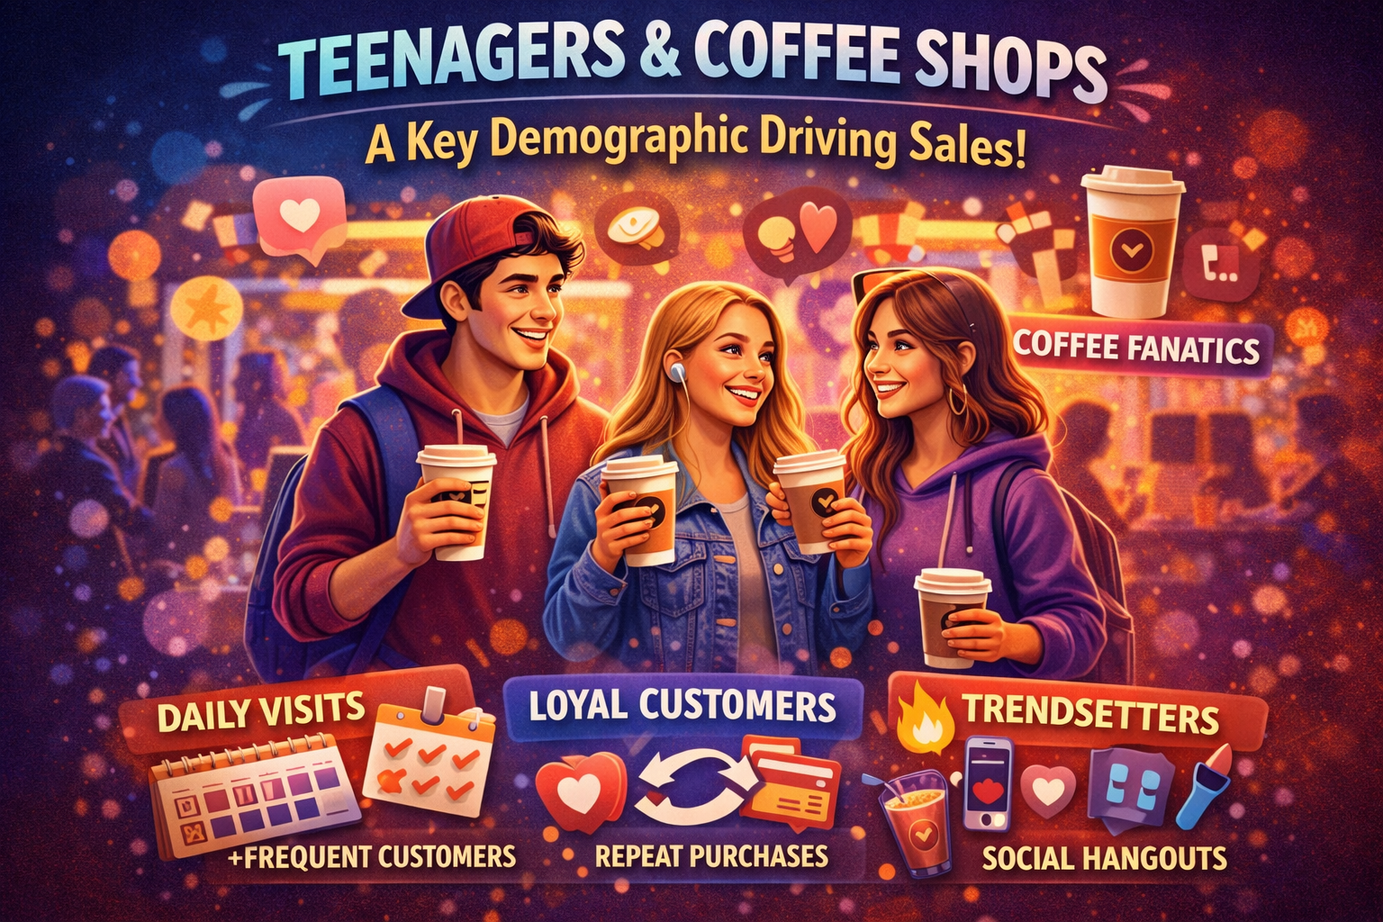 TEENAGERS & COFFEE SHOPS
A Key Demographic Driving Sales!
COFFEE FANATICS
DAILY VISITS
LOYAL CUSTOMERS
TRENDSETTERS
+FREQUENT CUSTOMERS
REPEAT PURCHASES
SOCIAL HANGOUTS